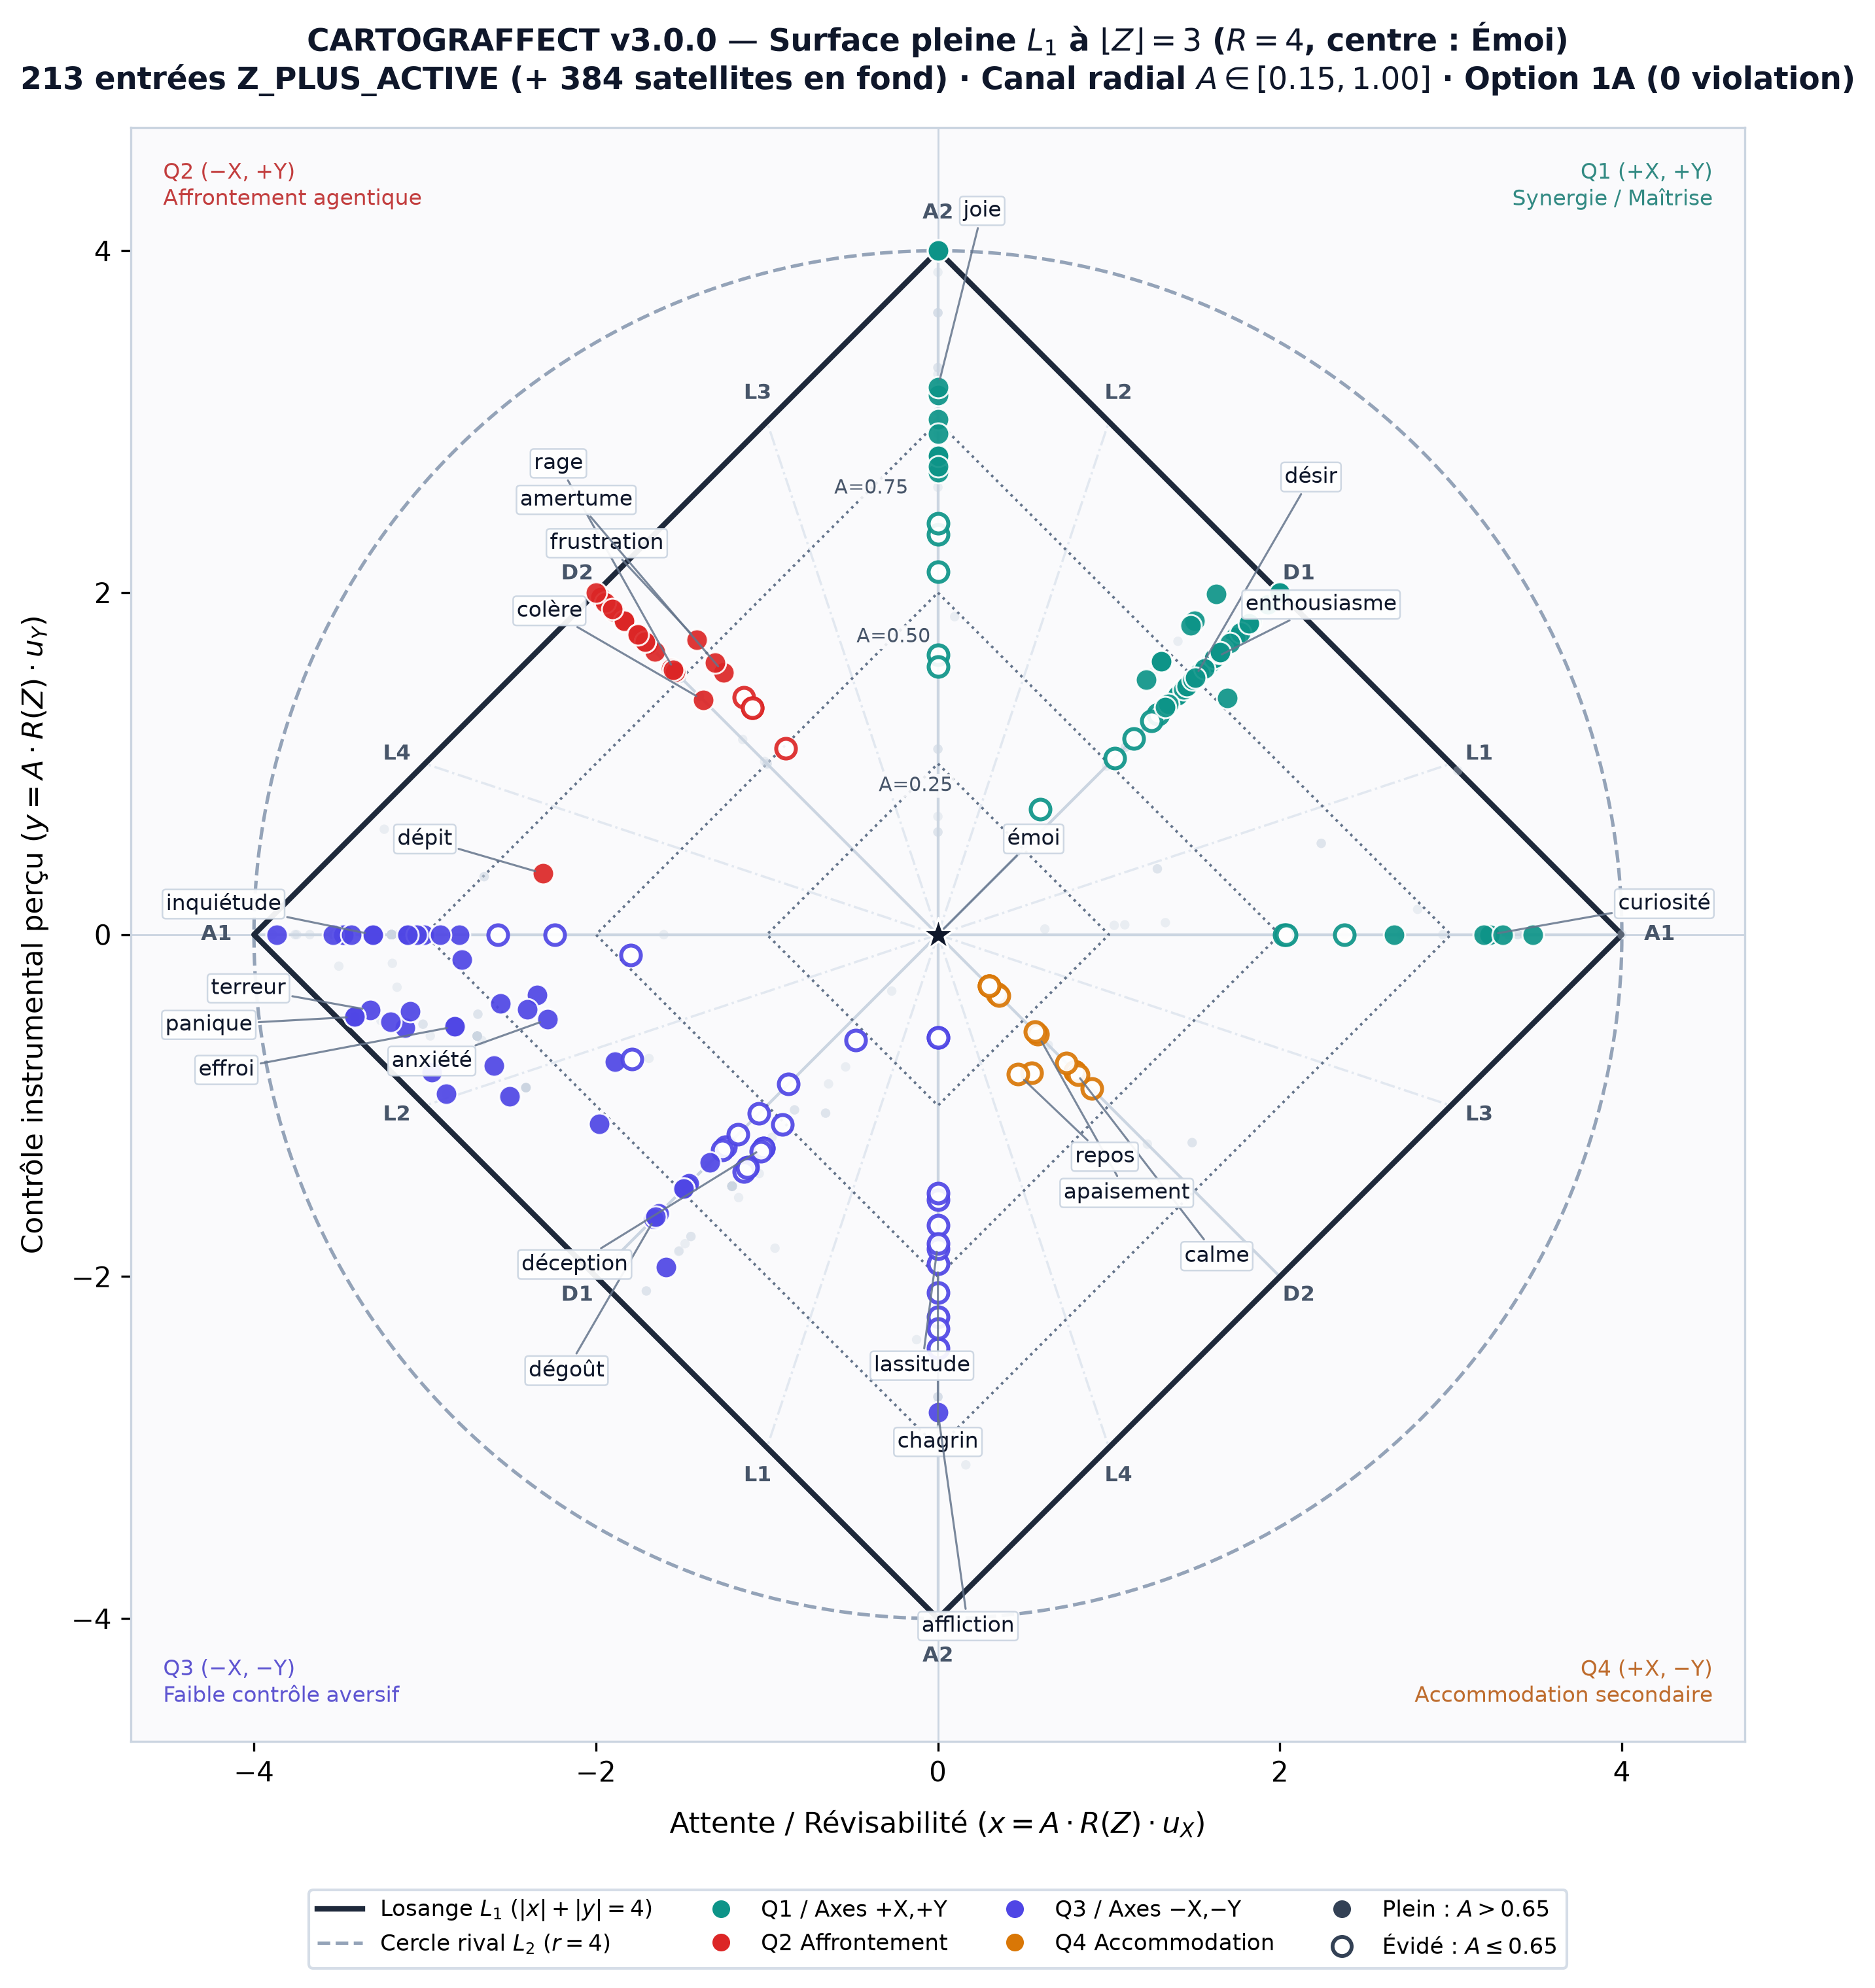 CARTOGRAFFECT v3.0.0 — Surface pleine L₁ à ⌊Z⌋ = 3 (R = 4, centre : Émoi)
213 entrées Z_PLUS_ACTIVE (+ 384 satellites en fond) · Canal radial A ∈ [0.15, 1.00] · Option 1A (0 violation)
Q2 (−X, +Y)
Affrontement agentique
Q1 (+X, +Y)
Synergie / Maîtrise
A2
joie
4
L3
L2
rage
amertume
frustration
A=0.75
désir
D2
D1
colère
enthousiasme
2
A=0.50
L4
L1
A=0.25
dépit
émoi
inquiétude
curiosité
0
A1
A1
terreur
panique
effroi
anxiété
L2
L3
repos
apaisement
calme
déception
−2
D1
D2
dégoût
lassitude
chagrin
L1
L4
−4
affliction
A2
Q3 (−X, −Y)
Faible contrôle aversif
Q4 (+X, −Y)
Accommodation secondaire
−4
−2
0
2
4
Contrôle instrumental perçu (y = A · R(Z) · u_Y)
Attente / Révisabilité (x = A · R(Z) · u_X)
Losange L₁ (|x| + |y| = 4)
Cercle rival L₂ (r = 4)
Q1 / Axes +X,+Y
Q2 Affrontement
Q3 / Axes −X,−Y
Q4 Accommodation
Plein : A > 0.65
Évidé : A ≤ 0.65